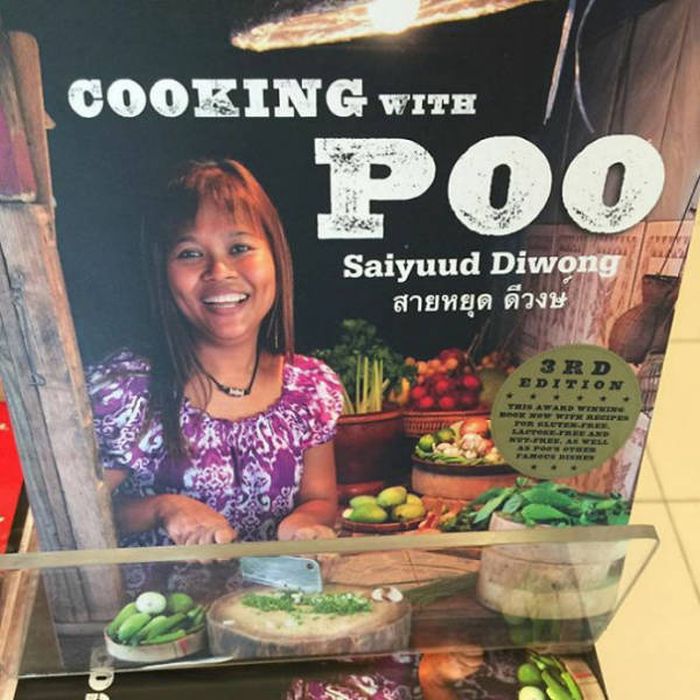 COOKING WITH
POO
Saiyuud Diwong
สายหยุด ดีวงษ์
3RD
EDITION
THIS AWARD WINNING
BOOK NOW WITH RECIPES
FOR GLUTEN-FREE,
LACTOSE-FREE AND
NUT-FREE, AS WELL
AS POO'S OTHER
FAMOUS DISHES